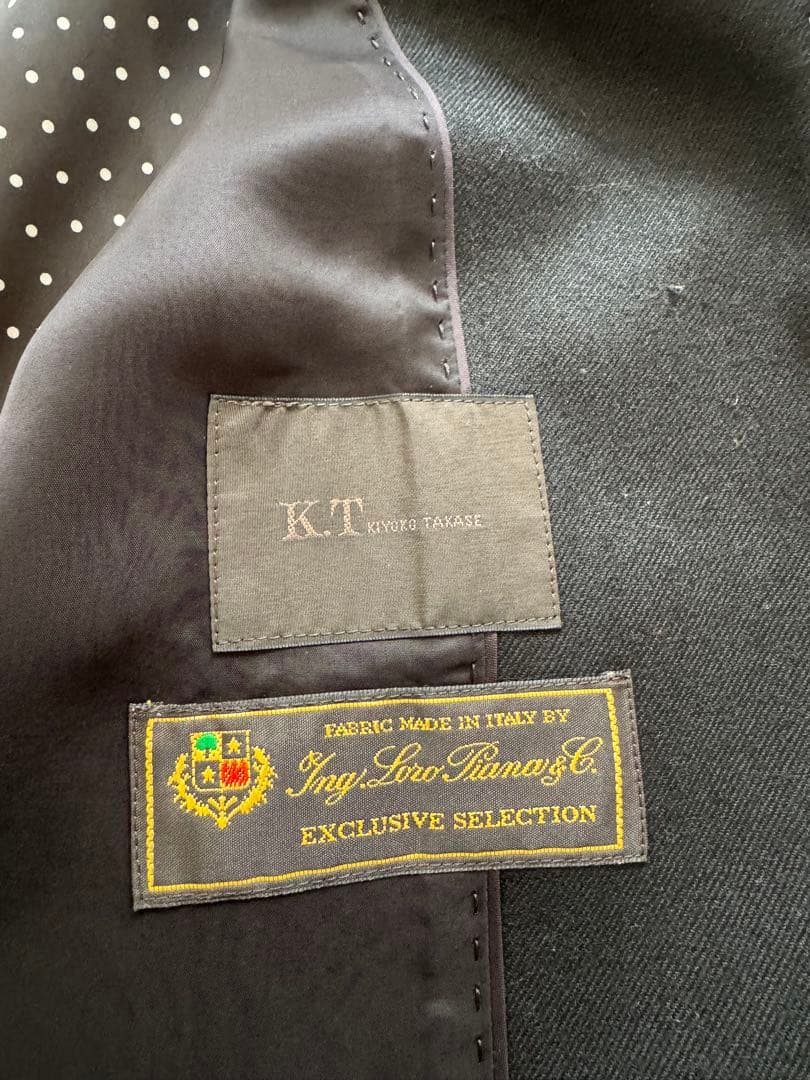 K.T KIYOKO TAKASE
FABRIC MADE IN ITALY BY
Ing. Loro Piana & C.
EXCLUSIVE SELECTION